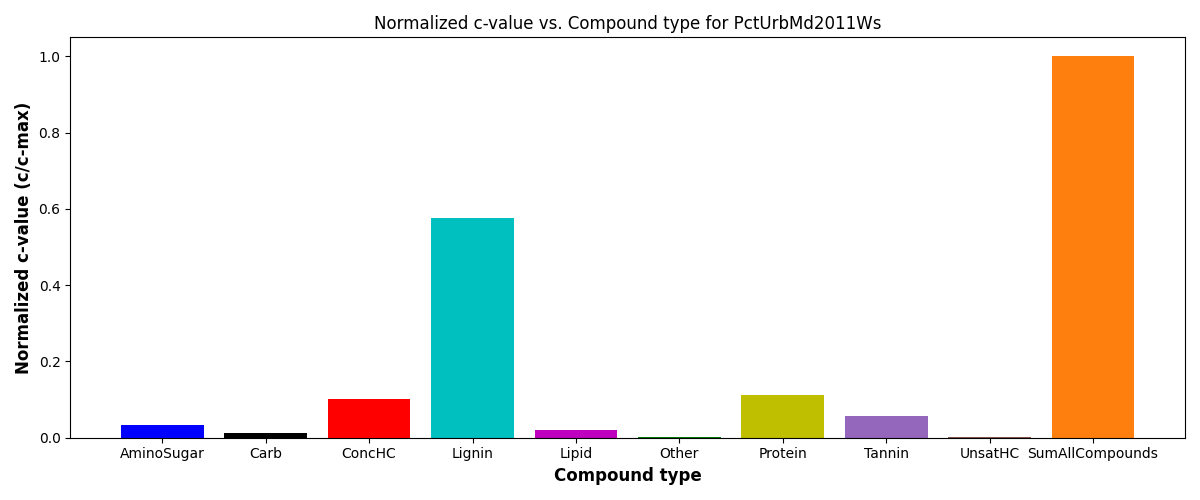 Normalized c-value vs. Compound type for PctUrbMd2011Ws
Normalized c-value (c/c-max)
1.0
0.8
0.6
0.4
0.2
0.0
AminoSugar Carb ConcHC Lignin Lipid Other Protein Tannin UnsatHC SumAllCompounds
Compound type